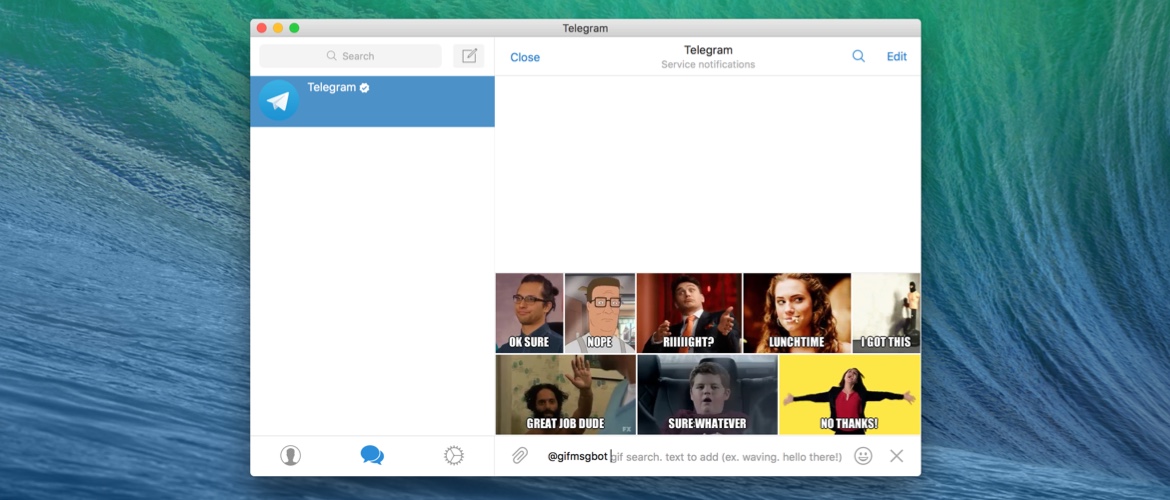 Telegram
Search
Close
Telegram
Service notifications
Edit
Telegram
OK SURE
NOPE
RIIIIGHT?
LUNCHTIME
I GOT THIS
GREAT JOB DUDE
FX
SURE WHATEVER
NO THANKS!
@gifmsgbot gif search. text to add (ex. waving. hello there!)